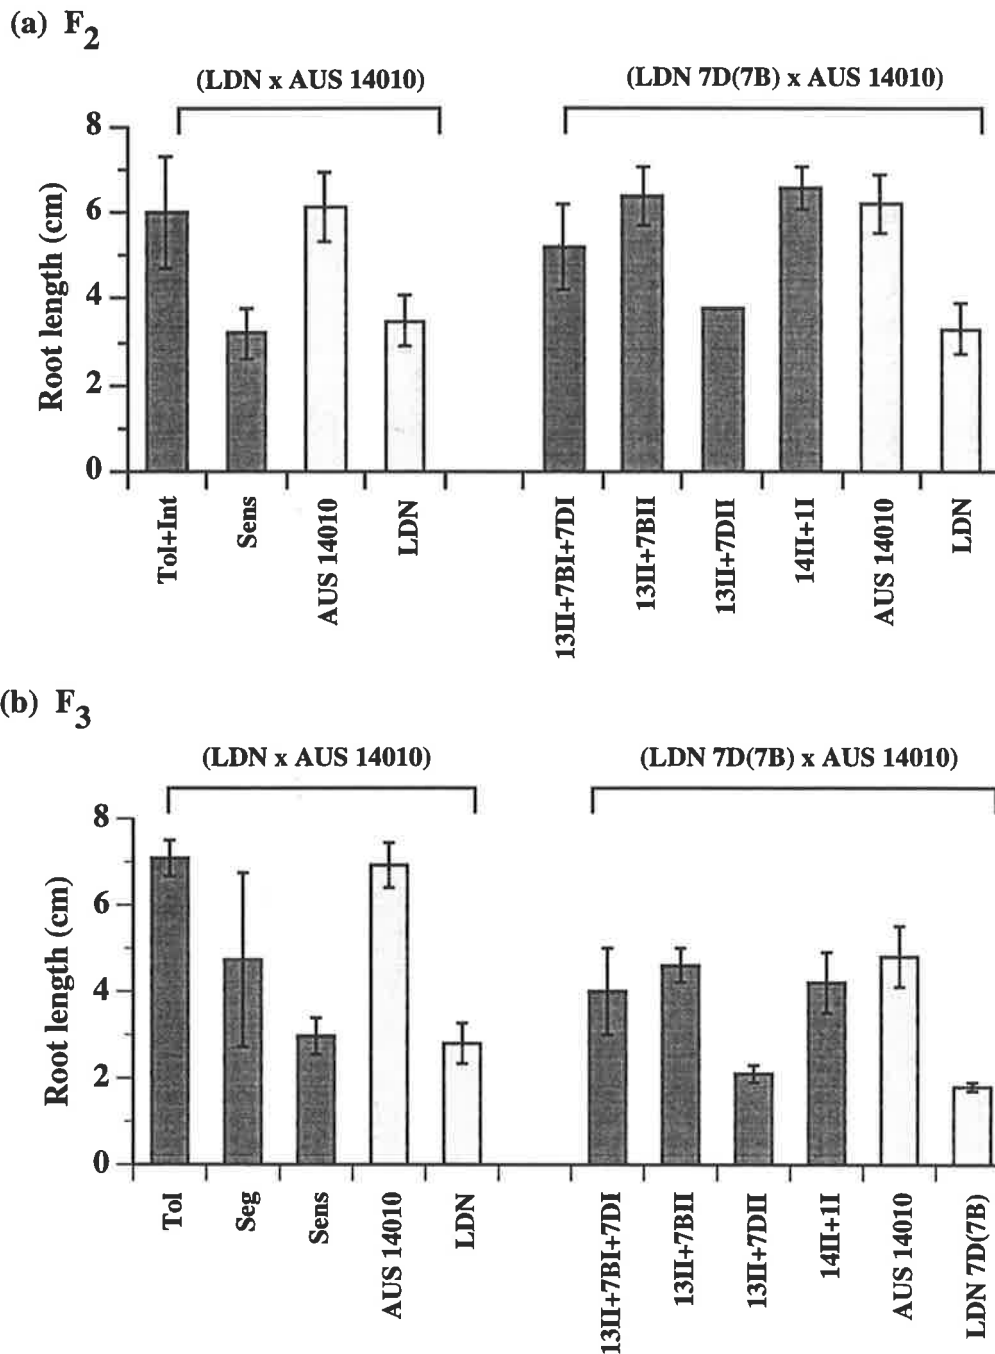 (a) F2
(LDN x AUS 14010)
(LDN 7D(7B) x AUS 14010)
8
6
4
2
0
Root length (cm)
Tol+Int
Sens
AUS 14010
LDN
13II+7BI+7DI
13II+7BII
13II+7DII
14II+1I
AUS 14010
LDN
(b) F3
(LDN x AUS 14010)
(LDN 7D(7B) x AUS 14010)
8
6
4
2
0
Root length (cm)
Tol
Seg
Sens
AUS 14010
LDN
13II+7BI+7DI
13II+7BII
13II+7DII
14II+1I
AUS 14010
LDN 7D(7B)